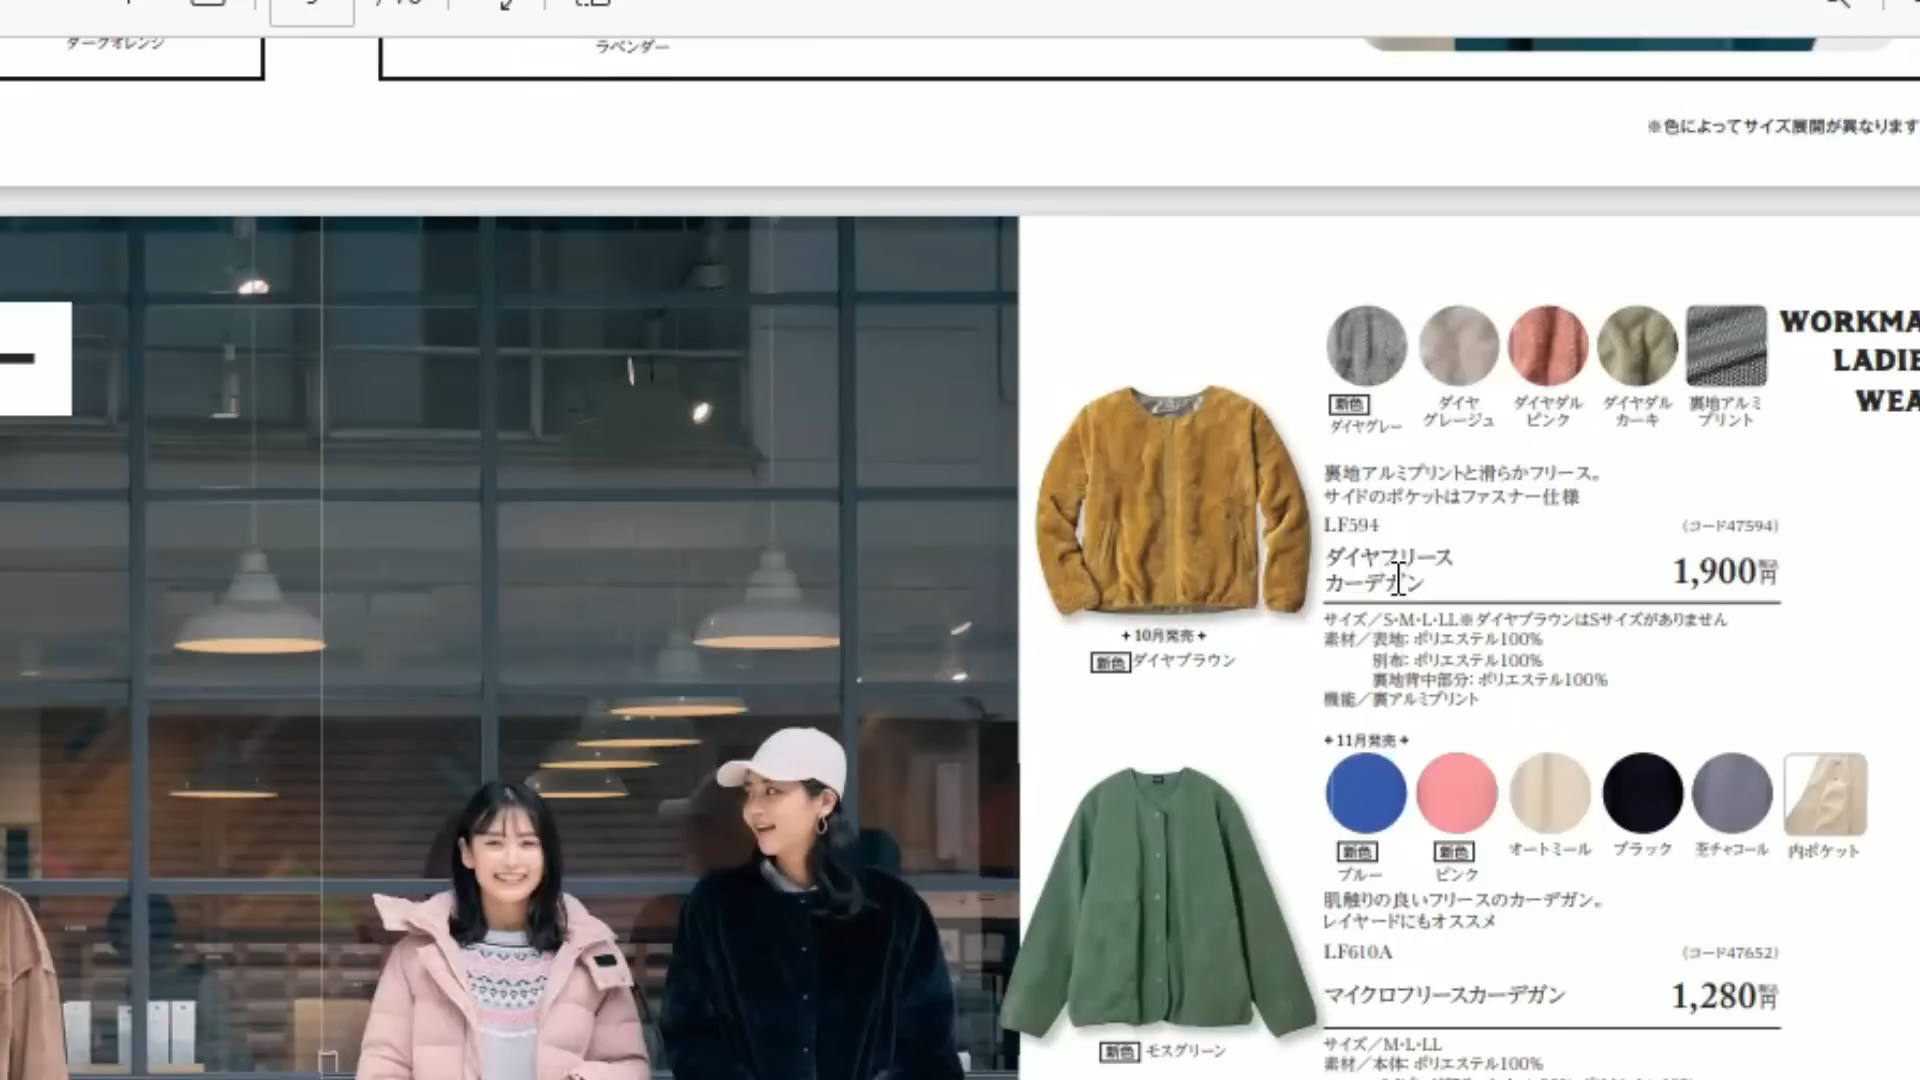 ダークオレンジ
ラベンダー
※色によってサイズ展開が異なります
WORKMA
LADIE
WEA
新色
ダイヤグレー
ダイヤ
グレージュ
ダイヤダル
ピンク
ダイヤダル
カーキ
裏地アルミ
プリント
裏地アルミプリントと滑らかフリース。
サイドのポケットはファスナー仕様
LF594
(コード47594)
ダイヤフリース
カーデガン
1,900税込円
サイズ/S・M・L・LL※ダイヤブラウンはSサイズがありません
素材/表地:ポリエステル100%
別布:ポリエステル100%
裏地背中部分:ポリエステル100%
機能/裏アルミプリント
✦10月発売✦
新色 ダイヤブラウン
✦11月発売✦
新色
ブルー
新色
ピンク
オートミール
ブラック
杢チャコール
内ポケット
肌触りの良いフリースのカーデガン。
レイヤードにもオススメ
LF610A
(コード47652)
マイクロフリースカーデガン
1,280税込円
サイズ/M・L・LL
素材/本体:ポリエステル100%
新色 モスグリーン